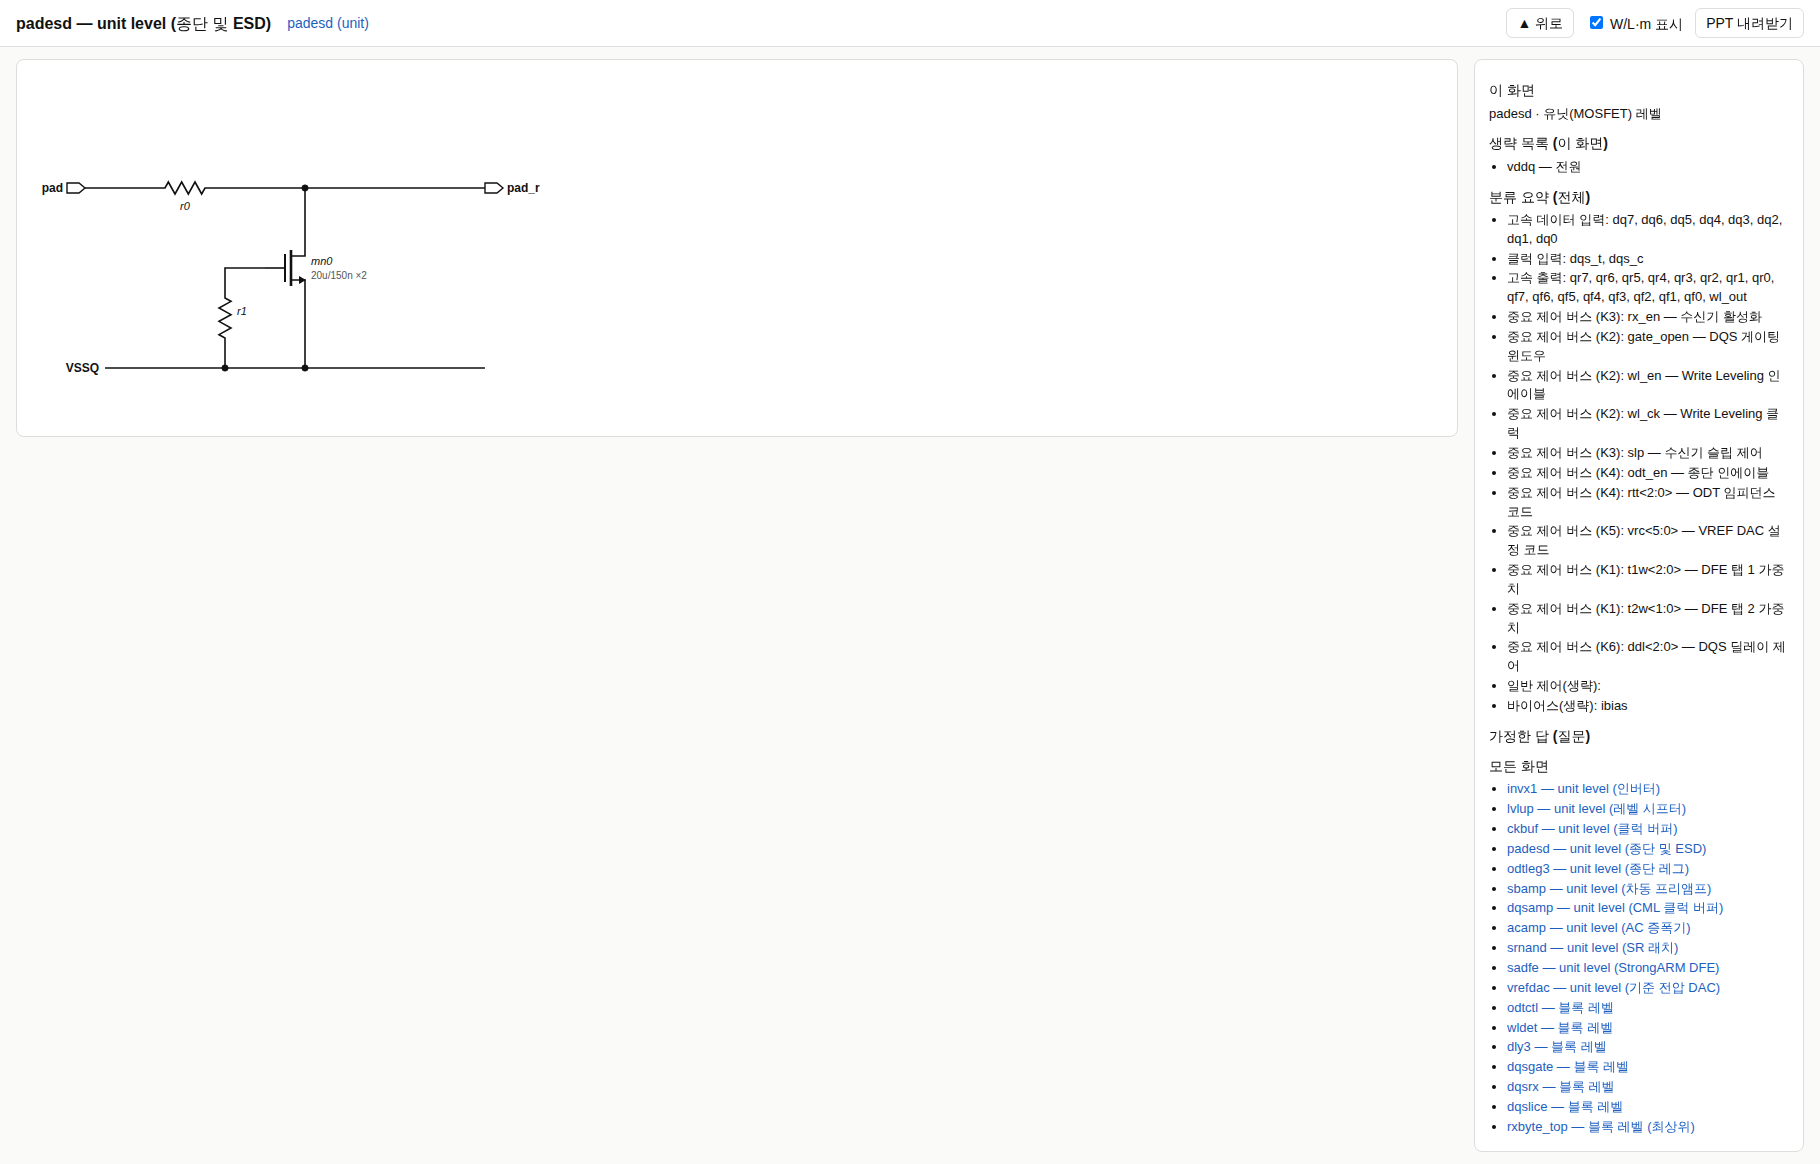 padesd — unit level (종단 및 ESD) padesd (unit) ▲ 위로 W/L·m 표시 PPT 내려받기
pad
r0
pad_r
mn0
20u/150n ×2
r1
VSSQ
이 화면
padesd · 유닛(MOSFET) 레벨
생략 목록 (이 화면)
vddq — 전원
분류 요약 (전체)
고속 데이터 입력: dq7, dq6, dq5, dq4, dq3, dq2,
dq1, dq0
클럭 입력: dqs_t, dqs_c
고속 출력: qr7, qr6, qr5, qr4, qr3, qr2, qr1, qr0,
qf7, qf6, qf5, qf4, qf3, qf2, qf1, qf0, wl_out
중요 제어 버스 (K3): rx_en — 수신기 활성화
중요 제어 버스 (K2): gate_open — DQS 게이팅
윈도우
중요 제어 버스 (K2): wl_en — Write Leveling 인
에이블
중요 제어 버스 (K2): wl_ck — Write Leveling 클
럭
중요 제어 버스 (K3): slp — 수신기 슬립 제어
중요 제어 버스 (K4): odt_en — 종단 인에이블
중요 제어 버스 (K4): rtt<2:0> — ODT 임피던스
코드
중요 제어 버스 (K5): vrc<5:0> — VREF DAC 설
정 코드
중요 제어 버스 (K1): t1w<2:0> — DFE 탭 1 가중
치
중요 제어 버스 (K1): t2w<1:0> — DFE 탭 2 가중
치
중요 제어 버스 (K6): ddl<2:0> — DQS 딜레이 제
어
일반 제어(생략):
바이어스(생략): ibias
가정한 답 (질문)
모든 화면
invx1 — unit level (인버터)
lvlup — unit level (레벨 시프터)
ckbuf — unit level (클럭 버퍼)
padesd — unit level (종단 및 ESD)
odtleg3 — unit level (종단 레그)
sbamp — unit level (차동 프리앰프)
dqsamp — unit level (CML 클럭 버퍼)
acamp — unit level (AC 증폭기)
srnand — unit level (SR 래치)
sadfe — unit level (StrongARM DFE)
vrefdac — unit level (기준 전압 DAC)
odtctl — 블록 레벨
wldet — 블록 레벨
dly3 — 블록 레벨
dqsgate — 블록 레벨
dqsrx — 블록 레벨
dqslice — 블록 레벨
rxbyte_top — 블록 레벨 (최상위)